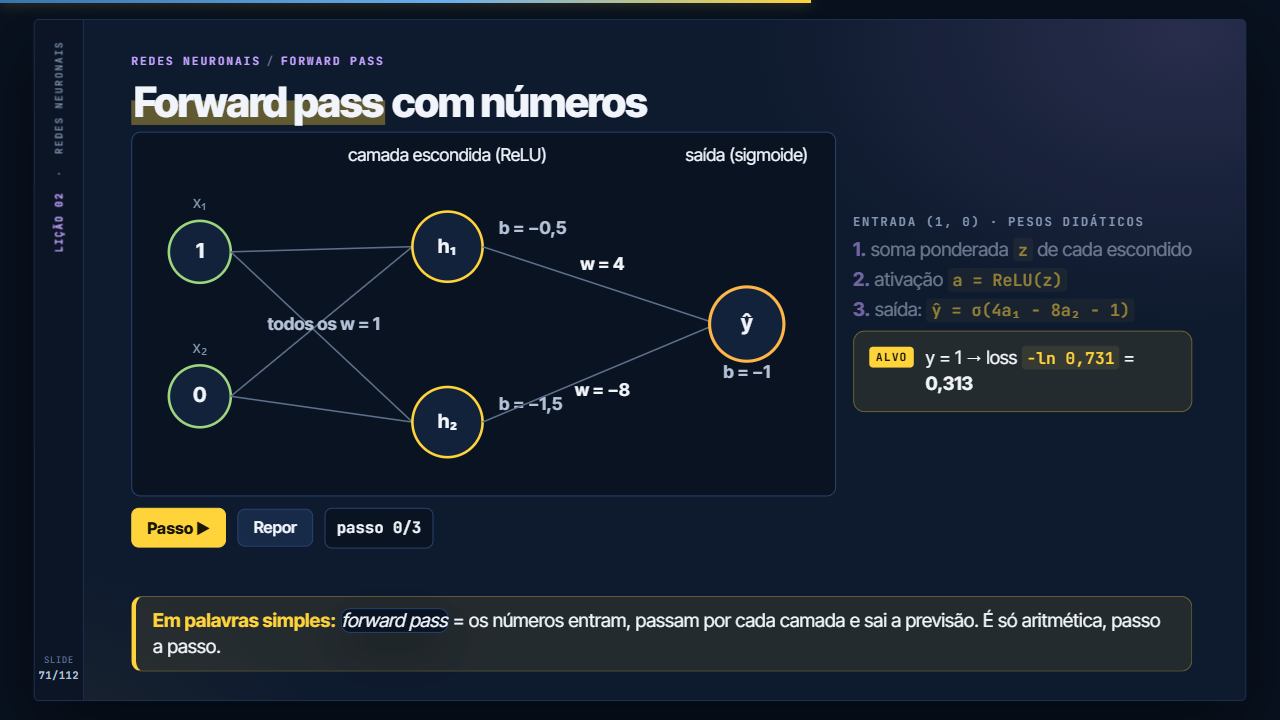 LIÇÃO 02 · REDES NEURONAIS
SLIDE
71/112
REDES NEURONAIS / FORWARD PASS
Forward pass com números
camada escondida (ReLU)
saída (sigmoide)
x₁
1
x₂
0
todos os w = 1
h₁
b = −0,5
h₂
b = −1,5
w = 4
w = −8
ŷ
b = −1
ENTRADA (1, 0) · PESOS DIDÁTICOS
1. soma ponderada z de cada escondido
2. ativação a = ReLU(z)
3. saída: ŷ = σ(4a₁ - 8a₂ - 1)
ALVO y = 1 → loss -ln 0,731 =
0,313
Passo ▶
Repor
passo 0/3
Em palavras simples: forward pass = os números entram, passam por cada camada e sai a previsão. É só aritmética, passo
a passo.